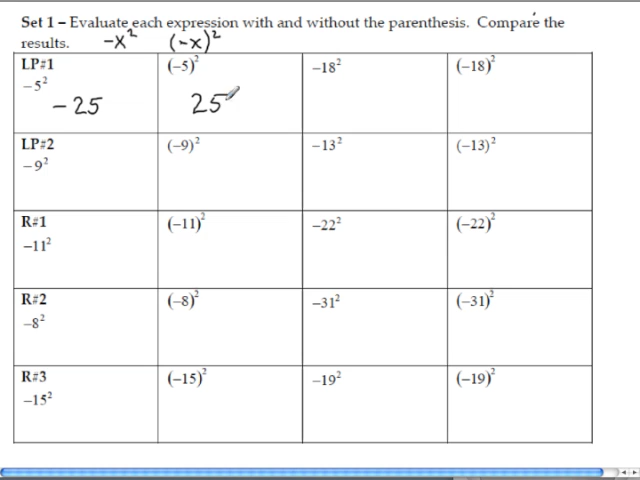 Set 1 – Evaluate each expression with and without the parenthesis. Compare the
results. -x² (-x)²
LP#1 (−5)² −18² (−18)²
−5²
-25 25
LP#2 (−9)² −13² (−13)²
−9²
R#1 (−11)² −22² (−22)²
−11²
R#2 (−8)² −31² (−31)²
−8²
R#3 (−15)² −19² (−19)²
−15²